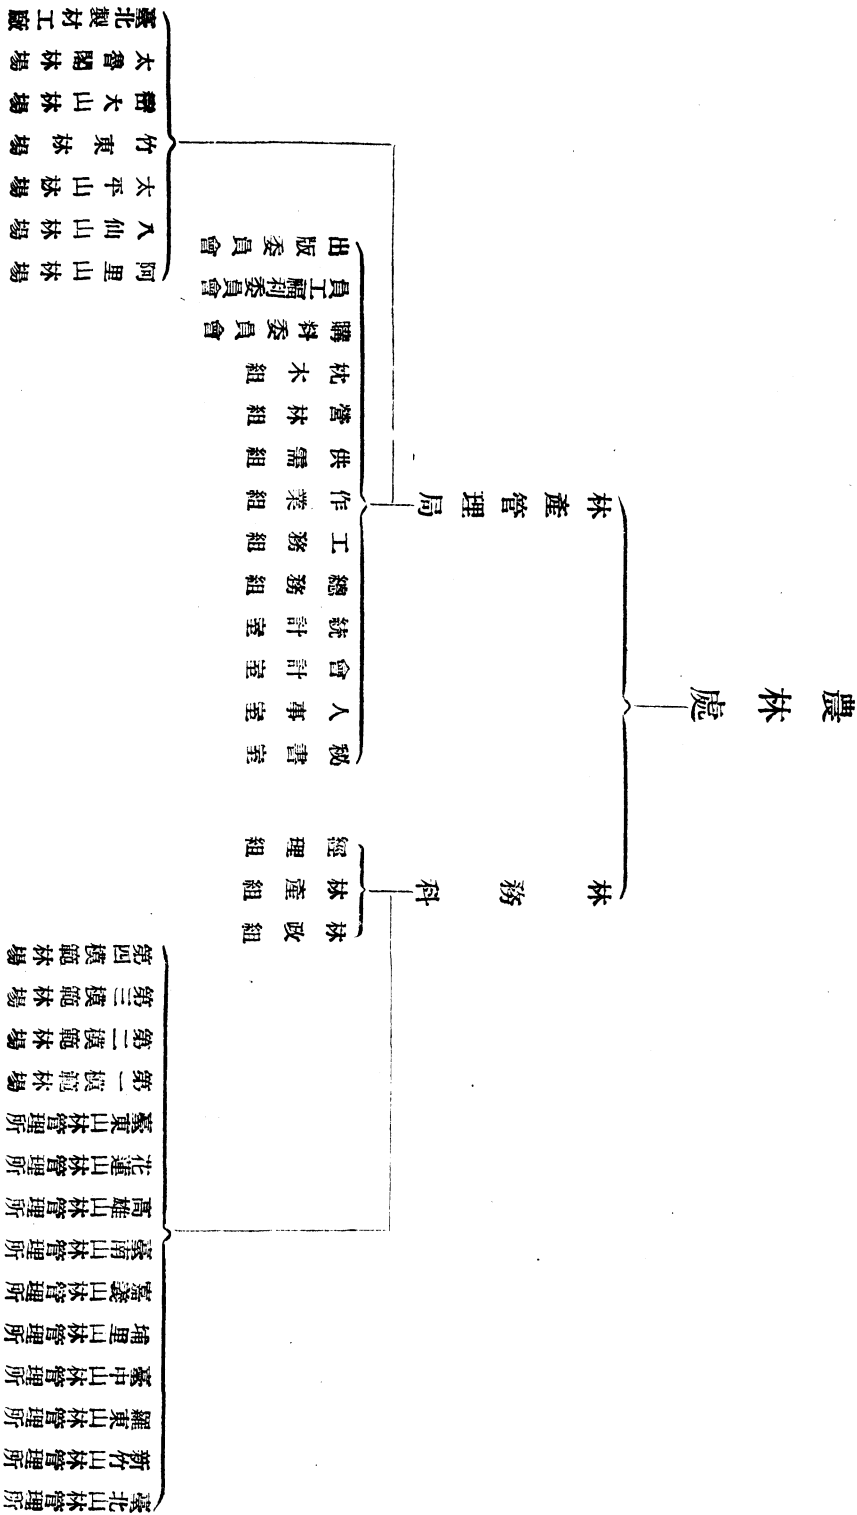 農林處
林務科
林政組
林產組
經理組
臺北山林管理所
新竹山林管理所
羅東山林管理所
臺中山林管理所
埔里山林管理所
嘉義山林管理所
臺南山林管理所
高雄山林管理所
花蓮山林管理所
臺東山林管理所
第一模範林場
第二模範林場
第三模範林場
第四模範林場
林產管理局
秘書室
人事室
會計室
統計室
總務組
工務組
作業組
供需組
營林組
枕木組
購料委員會
員工福利委員會
出版委員會
阿里山林場
八仙山林場
太平山林場
竹東林場
巒大山林場
太魯閣林場
臺北製材工廠